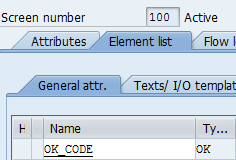 Screen number 100 Active
Attributes Element list Flow l
General attr. Texts/ I/O templat
H Name Ty...
OK_CODE OK